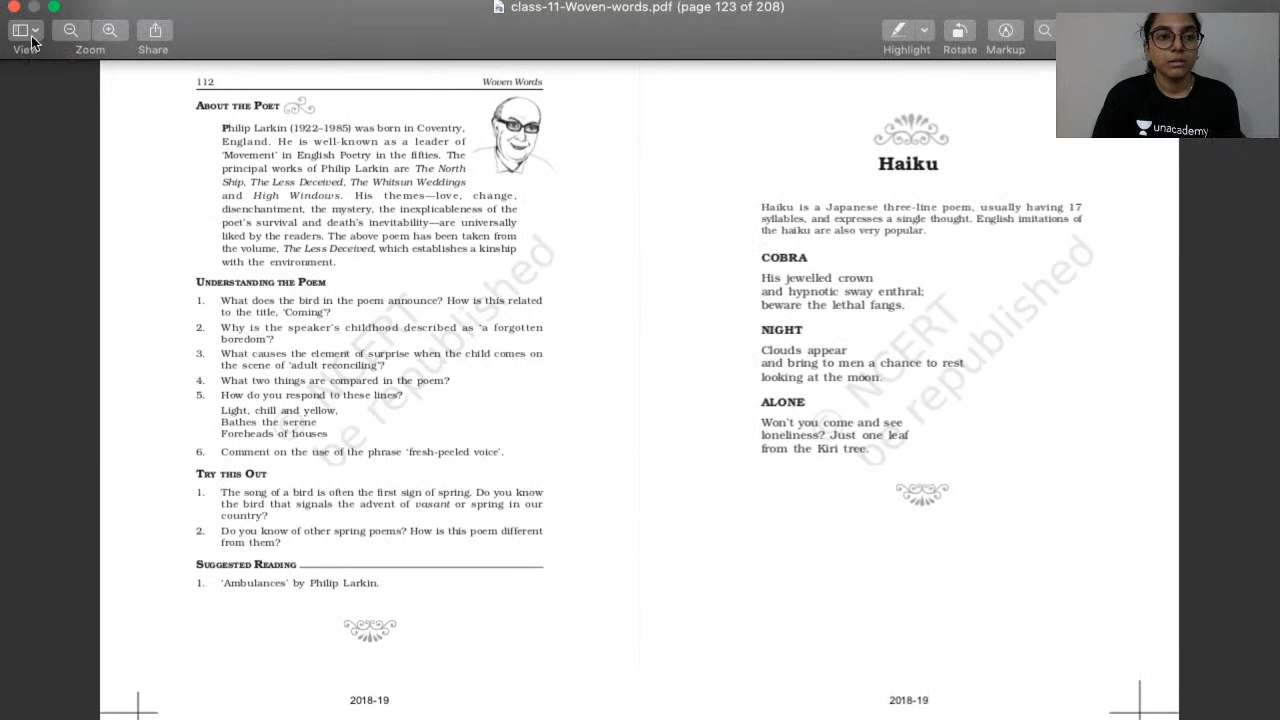 class-11-Woven-words.pdf (page 123 of 208)
View
Zoom
Share
Highlight
Rotate
Markup
unacademy
112
Woven Words
ABOUT THE POET
Philip Larkin (1922–1985) was born in Coventry,
England. He is well-known as a leader of
'Movement' in English Poetry in the fifties. The
principal works of Philip Larkin are The North
Ship, The Less Deceived, The Whitsun Weddings
and High Windows. His themes—love, change,
disenchantment, the mystery, the inexplicableness of the
poet's survival and death's inevitability—are universally
liked by the readers. The above poem has been taken from
the volume, The Less Deceived, which establishes a kinship
with the environment.
UNDERSTANDING THE POEM
1. What does the bird in the poem announce? How is this related
to the title, 'Coming'?
2. Why is the speaker's childhood described as 'a forgotten
boredom'?
3. What causes the element of surprise when the child comes on
the scene of 'adult reconciling'?
4. What two things are compared in the poem?
5. How do you respond to these lines?
Light, chill and yellow,
Bathes the serene
Foreheads of houses
6. Comment on the use of the phrase 'fresh-peeled voice'.
TRY THIS OUT
1. The song of a bird is often the first sign of spring. Do you know
the bird that signals the advent of vasant or spring in our
country?
2. Do you know of other spring poems? How is this poem different
from them?
SUGGESTED READING
1. 'Ambulances' by Philip Larkin.
© NCERT
be republished
2018-19
Haiku
Haiku is a Japanese three-line poem, usually having 17
syllables, and expresses a single thought. English imitations of
the haiku are also very popular.
COBRA
His jewelled crown
and hypnotic sway enthral;
beware the lethal fangs.
NIGHT
Clouds appear
and bring to men a chance to rest
looking at the moon.
ALONE
Won't you come and see
loneliness? Just one leaf
from the Kiri tree.
© NCERT
be republished
2018-19